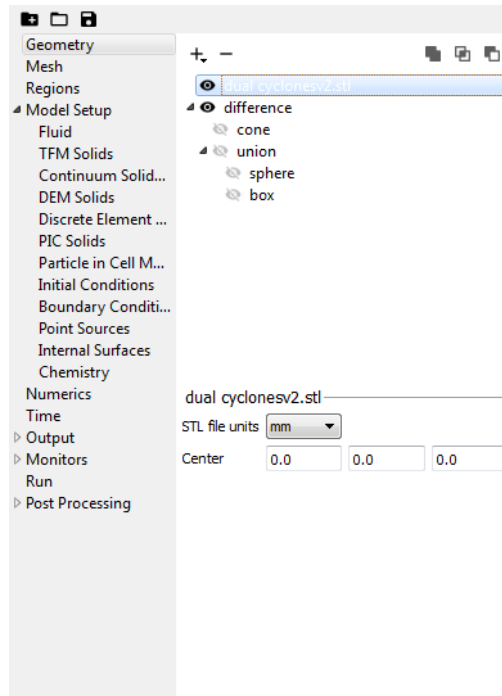 Geometry
Mesh
Regions
Model Setup
Fluid
TFM Solids
Continuum Solid...
DEM Solids
Discrete Element ...
PIC Solids
Particle in Cell M...
Initial Conditions
Boundary Conditi...
Point Sources
Internal Surfaces
Chemistry
Numerics
Time
Output
Monitors
Run
Post Processing
dual cyclonesv2.stl
difference
cone
union
sphere
box
dual cyclonesv2.stl
STL file units mm
Center 0.0 0.0 0.0